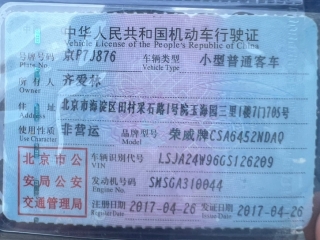 中华人民共和国机动车行驶证
Vehicle License of the People's Republic of China
号牌号码 京P7J876 车辆类型 小型普通客车
Plate No. Vehicle Type
所有人 齐爱
Owner
住址 北京市海淀区田村采石路1号院玉海园三里1楼7门705号
Address
使用性质 非营运 品牌型号 荣威牌CSA6452NDAQ
Use Character Model
北京市公 车辆识别代号 LSJA24W96GS126209
VIN
安局公安 发动机号码 SMSGA310044
Engine No.
交通管理局 注册日期 2017-04-26 发证日期 2017-04-26
Register Date Issue Date